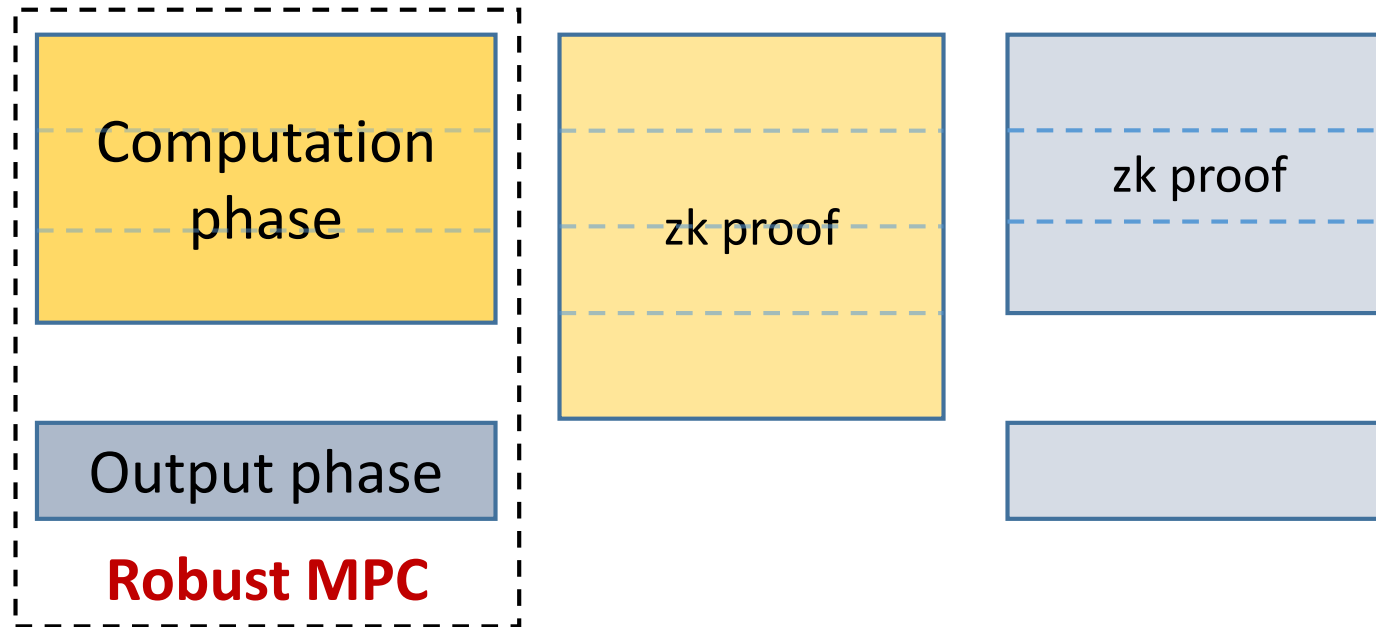 Computation
phase
zk proof
zk proof
Output phase
Robust MPC